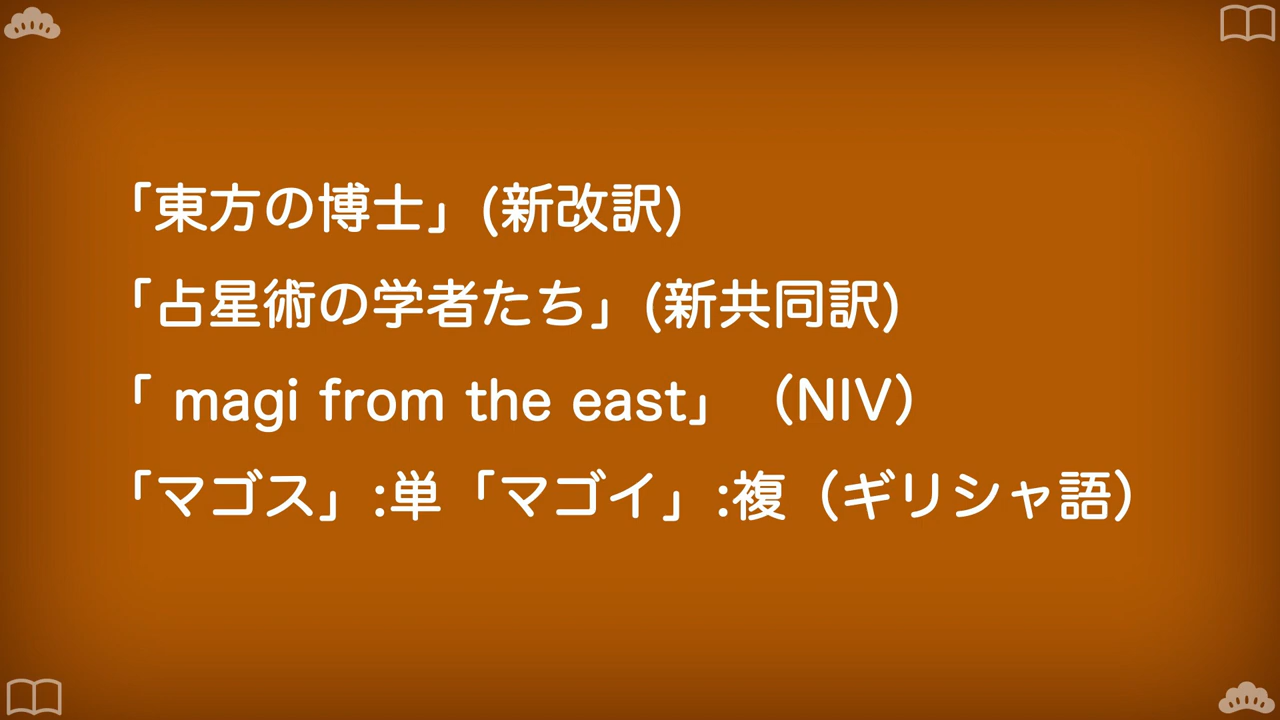 「東方の博士」(新改訳)
「占星術の学者たち」(新共同訳)
「 magi from the east」（NIV）
「マゴス」:単「マゴイ」:複（ギリシャ語）